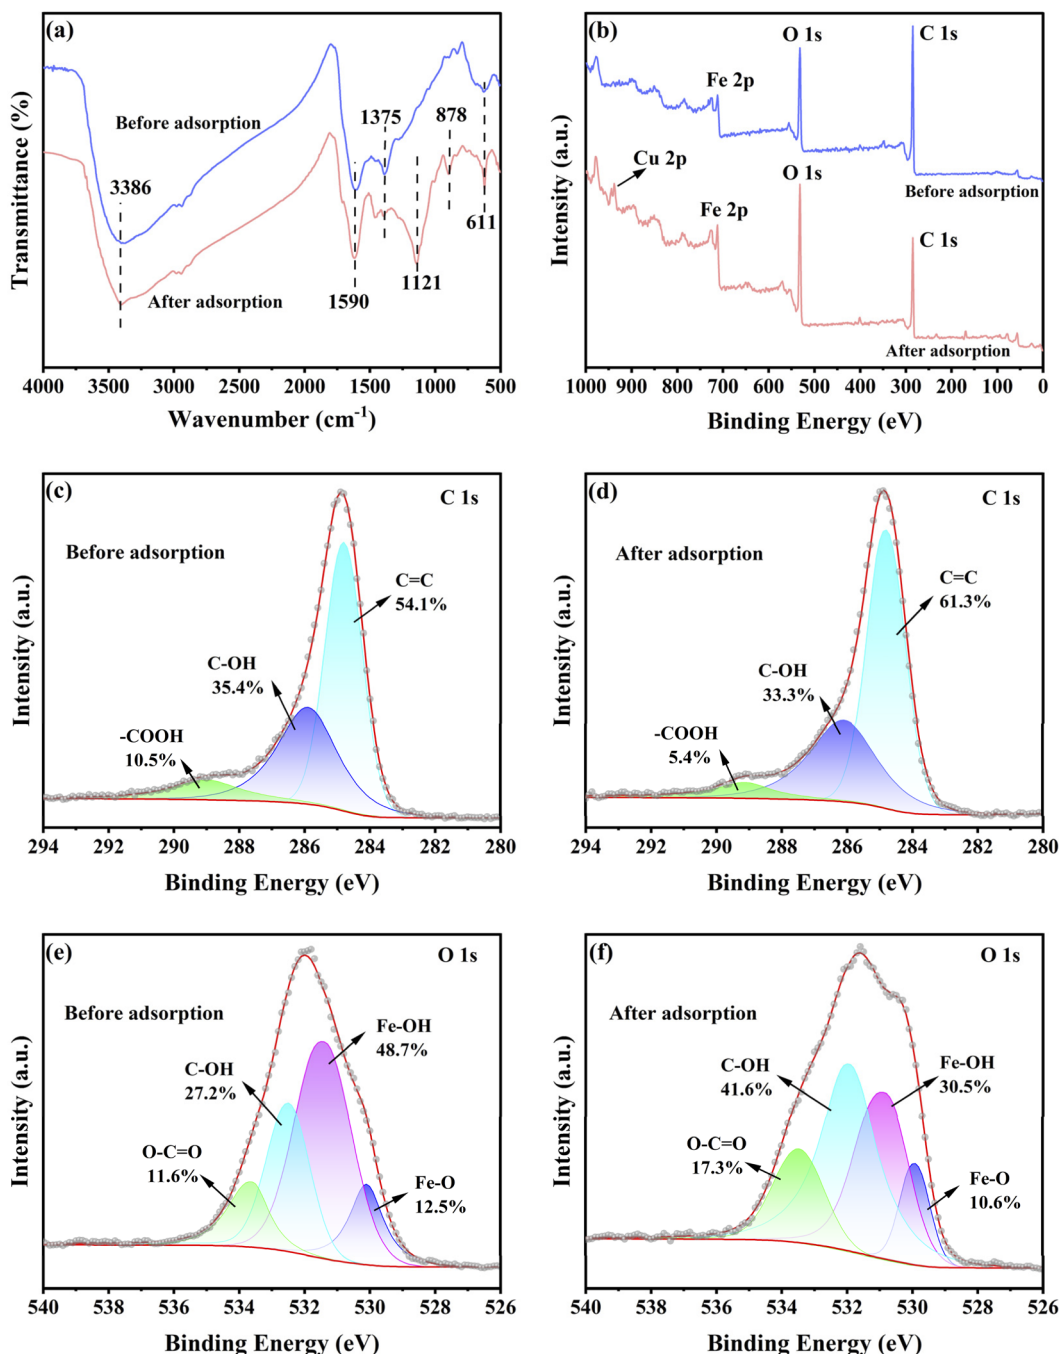 (a)
Before adsorption
1375
878
3386
611
1590
1121
After adsorption
Transmittance (%)
4000 3500 3000 2500 2000 1500 1000 500
Wavenumber (cm⁻¹)
(b)
O 1s
C 1s
Fe 2p
Cu 2p
Before adsorption
O 1s
Fe 2p
C 1s
After adsorption
Intensity (a.u.)
1000 900 800 700 600 500 400 300 200 100 0
Binding Energy (eV)
(c)
C 1s
Before adsorption
C=C
54.1%
C-OH
35.4%
-COOH
10.5%
Intensity (a.u.)
294 292 290 288 286 284 282 280
Binding Energy (eV)
(d)
C 1s
After adsorption
C=C
61.3%
C-OH
33.3%
-COOH
5.4%
Intensity (a.u.)
294 292 290 288 286 284 282 280
Binding Energy (eV)
(e)
O 1s
Before adsorption
Fe-OH
48.7%
C-OH
27.2%
O-C=O
11.6%
Fe-O
12.5%
Intensity (a.u.)
540 538 536 534 532 530 528 526
Binding Energy (eV)
(f)
O 1s
After adsorption
C-OH
41.6%
Fe-OH
30.5%
O-C=O
17.3%
Fe-O
10.6%
Intensity (a.u.)
540 538 536 534 532 530 528 526
Binding Energy (eV)